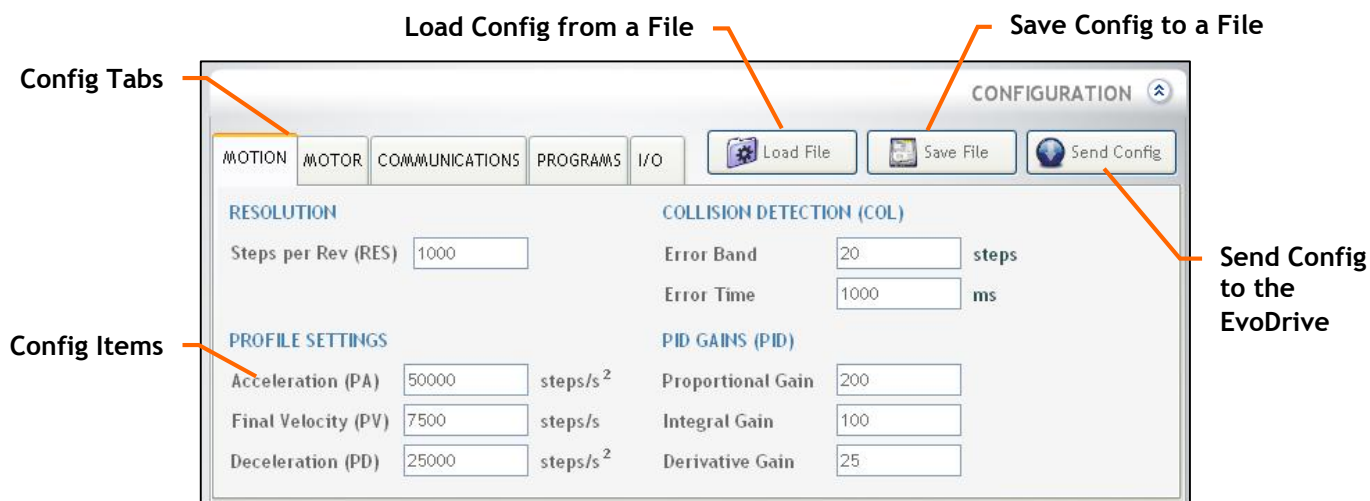 Load Config from a File
Save Config to a File
Config Tabs
CONFIGURATION
MOTION MOTOR COMMUNICATIONS PROGRAMS I/O Load File Save File Send Config
RESOLUTION
Steps per Rev (RES) 1000
COLLISION DETECTION (COL)
Error Band 20 steps
Error Time 1000 ms
Send Config
to the
EvoDrive
Config Items
PROFILE SETTINGS
Acceleration (PA) 50000 steps/s²
Final Velocity (PV) 7500 steps/s
Deceleration (PD) 25000 steps/s²
PID GAINS (PID)
Proportional Gain 200
Integral Gain 100
Derivative Gain 25